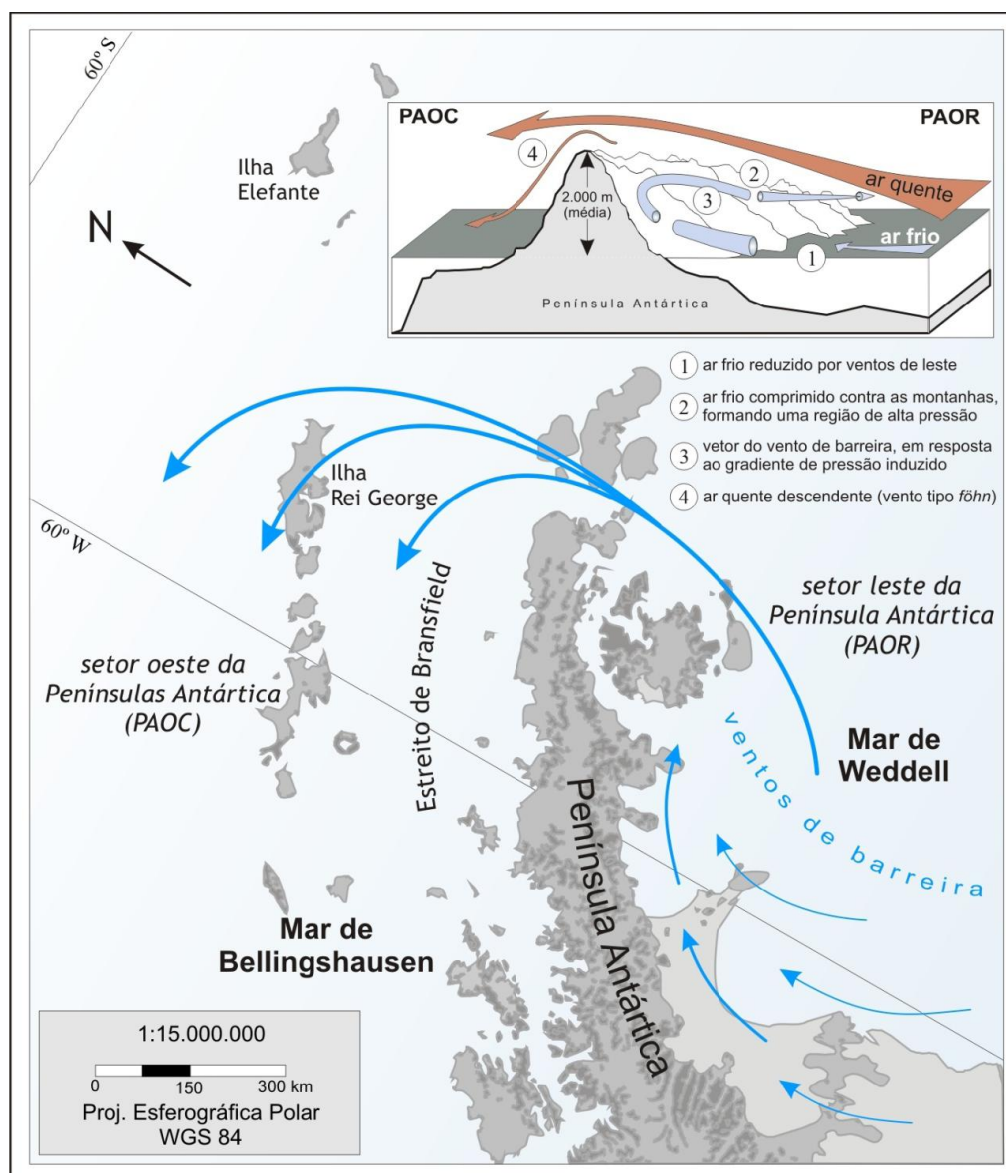 60º S
Ilha
Elefante
N
PAOC
PAOR
4
2.000 m
(média)
2
3
ar quente
ar frio
1
Península Antártica
1 ar frio reduzido por ventos de leste
2 ar frio comprimido contra as montanhas,
formando uma região de alta pressão
3 vetor do vento de barreira, em resposta
ao gradiente de pressão induzido
4 ar quente descendente (vento tipo föhn)
Ilha
Rei George
60º W
Estreito de Bransfield
setor leste da
Península Antártica
(PAOR)
setor oeste da
Penínsulas Antártica
(PAOC)
Mar de
Weddell
ventos de barreira
Península Antártica
Mar de
Bellingshausen
1:15.000.000
0 150 300 km
Proj. Esferográfica Polar
WGS 84